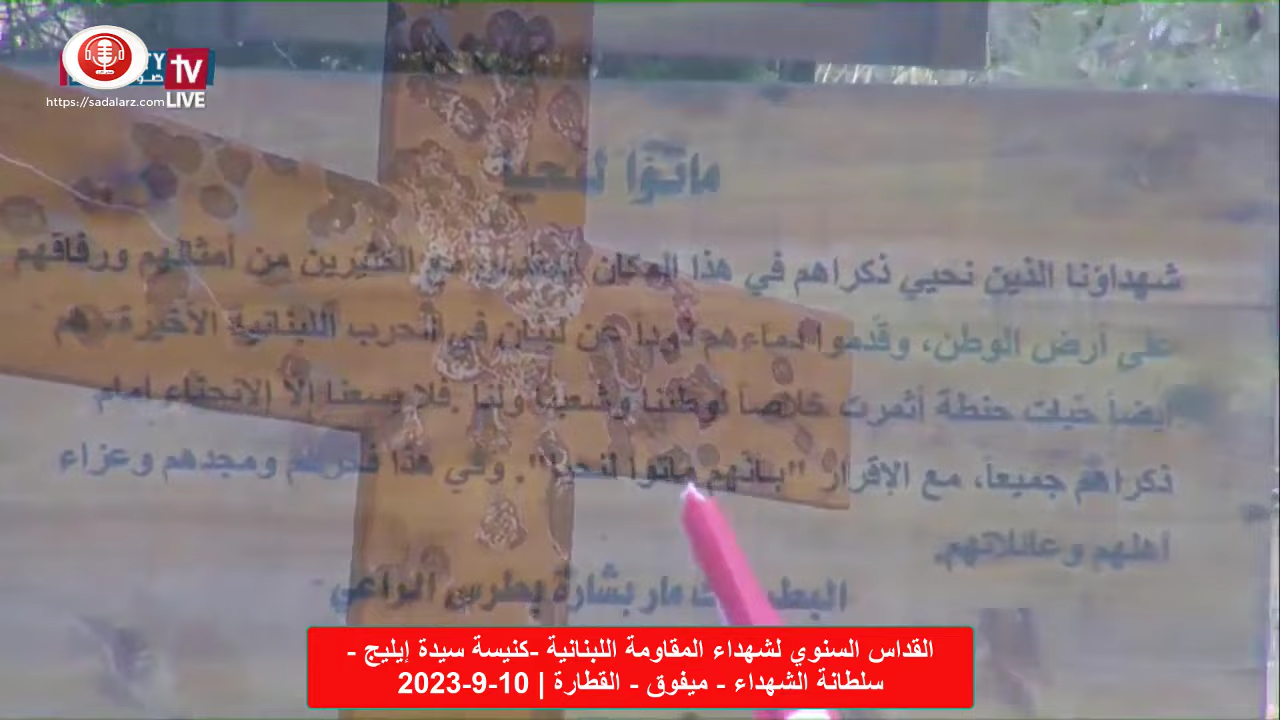 TV
LIVE
https://sadalarz.com
ماتوا لنحيا
شهداؤنا الذين نحيي ذكراهم في هذا المكان من أمثالهم ورفاقهم
على أرض الوطن، وقدموا دماءهم ذوداً عن لبنان في الحرب اللبنانية الأخيرة، هم
أيضاً حبات حنطة أثمرت خلاصاً لوطننا وشعبنا ولنا. فلا يسعنا إلا الانحناء أمام
ذكراهم جميعاً، مع الإقرار "بأنهم ماتوا لنحيا". وفي هذا فخرهم ومجدهم وعزاء
أهلهم وعائلاتهم.
مار بشارة بطرس الراعي
القداس السنوي لشهداء المقاومة اللبنانية -كنيسة سيدة إيليج -
سلطانة الشهداء - ميفوق - القطارة | 10-9-2023